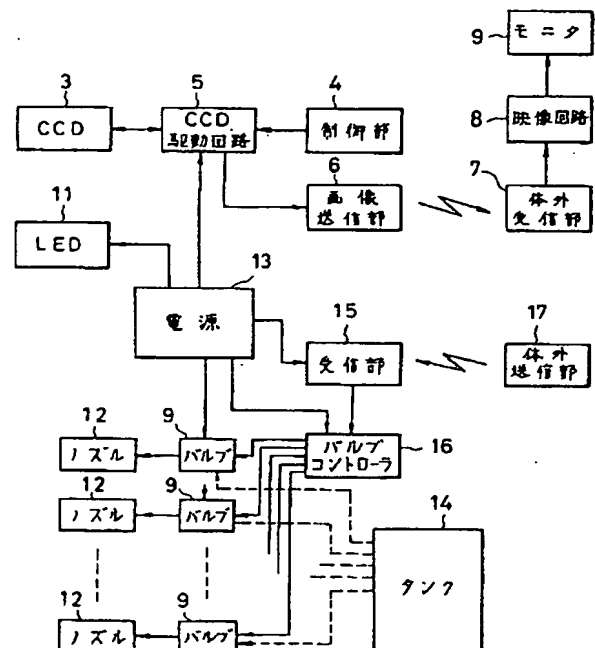 9
モニタ
3
5
4
8
CCD
CCD
駆動回路
制御部
映像回路
6
7
画像
送信部
体外
受信部
11
LED
13
電源
15
17
受信部
体外
送信部
12
9
ノズル
バルブ
バルブ
コントローラ
16
12
9
ノズル
バルブ
14
タンク
12
9
ノズル
バルブ